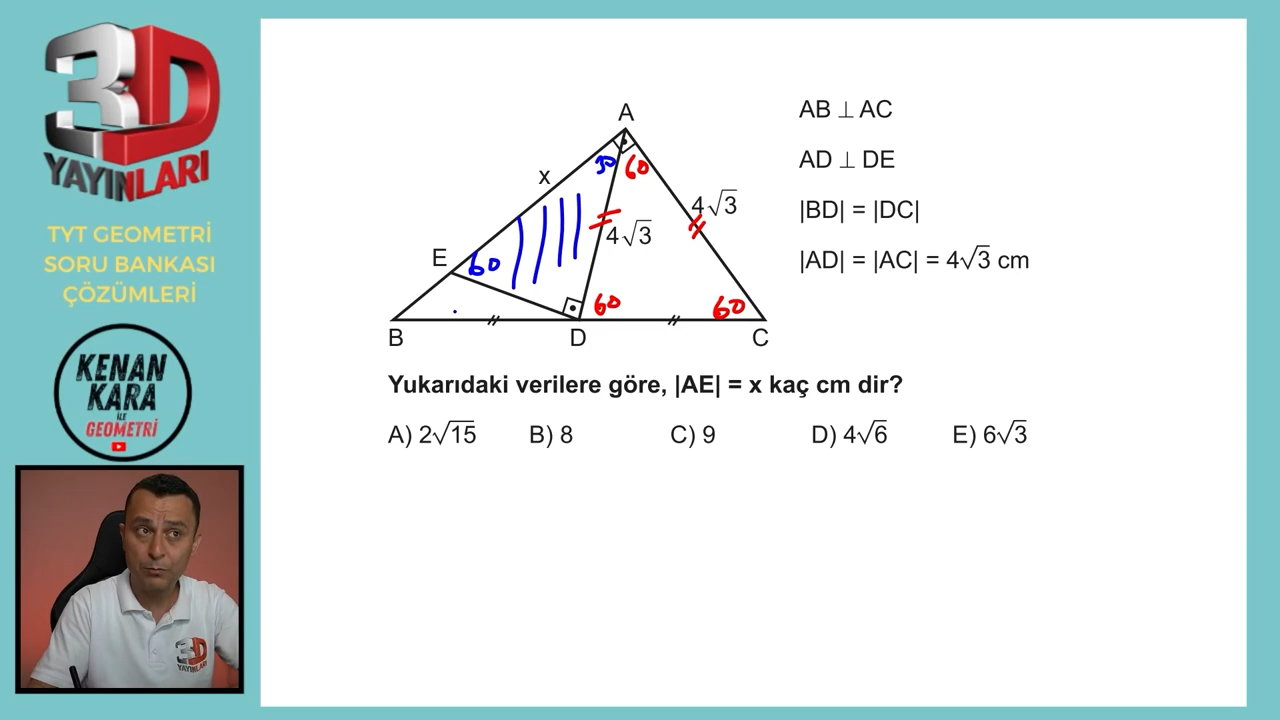 3D
YAYINLARI
TYT GEOMETRİ
SORU BANKASI
ÇÖZÜMLERİ
KENAN
KARA
İLE
GEOMETRİ
3D
YAYINLARI
A
30
60
x
4√3
4√3
E
60
60
60
B
D
C
AB ⊥ AC
AD ⊥ DE
|BD| = |DC|
|AD| = |AC| = 4√3 cm
Yukarıdaki verilere göre, |AE| = x kaç cm dir?
A) 2√15 B) 8 C) 9 D) 4√6 E) 6√3